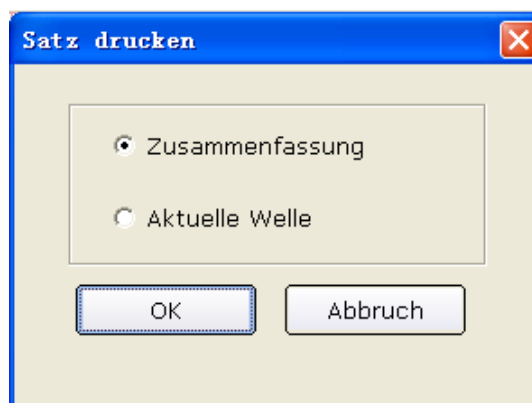 Satz drucken
Zusammenfassung
Aktuelle Welle
OK
Abbruch